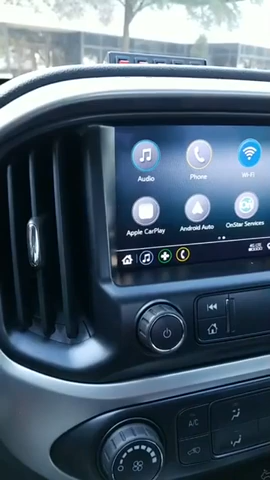 Audio
Phone
Wi-Fi
Apple CarPlay
Android Auto
OnStar Services
A/C